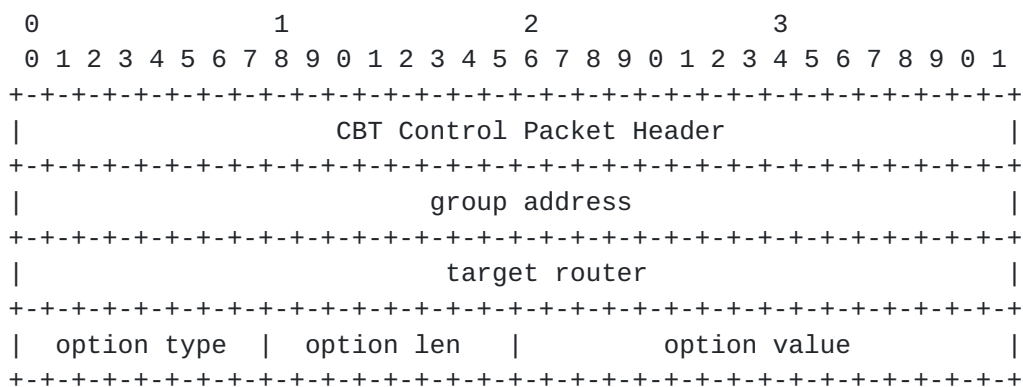 0               1               2               3
 0 1 2 3 4 5 6 7 8 9 0 1 2 3 4 5 6 7 8 9 0 1 2 3 4 5 6 7 8 9 0 1
+-+-+-+-+-+-+-+-+-+-+-+-+-+-+-+-+-+-+-+-+-+-+-+-+-+-+-+-+-+-+-+-+
|                    CBT Control Packet Header                  |
+-+-+-+-+-+-+-+-+-+-+-+-+-+-+-+-+-+-+-+-+-+-+-+-+-+-+-+-+-+-+-+-+
|                          group address                        |
+-+-+-+-+-+-+-+-+-+-+-+-+-+-+-+-+-+-+-+-+-+-+-+-+-+-+-+-+-+-+-+-+
|                           target router                       |
+-+-+-+-+-+-+-+-+-+-+-+-+-+-+-+-+-+-+-+-+-+-+-+-+-+-+-+-+-+-+-+-+
|  option type  |  option len   |         option value          |
+-+-+-+-+-+-+-+-+-+-+-+-+-+-+-+-+-+-+-+-+-+-+-+-+-+-+-+-+-+-+-+-+